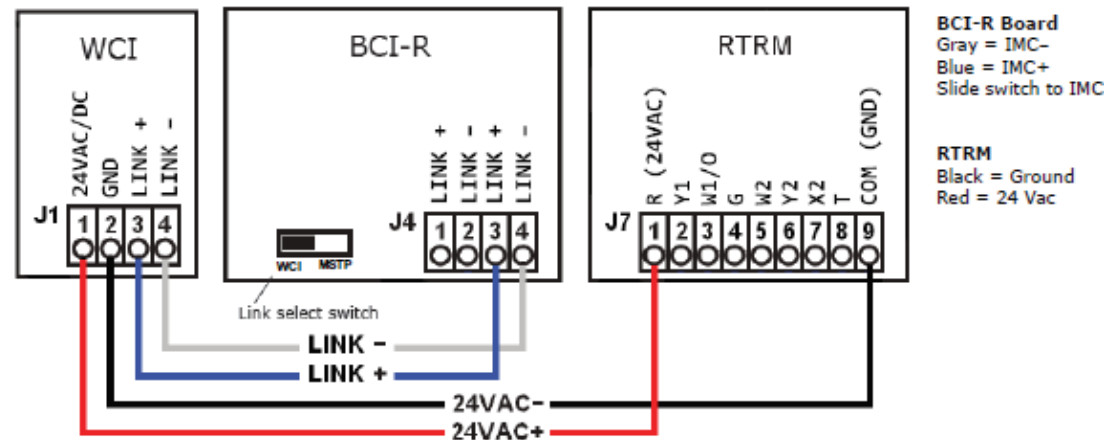 WCI
BCI-R
RTRM
BCI-R Board
Gray = IMC–
Blue = IMC+
Slide switch to IMC
RTRM
Black = Ground
Red = 24 Vac
24VAC/DC
GND
LINK +
LINK -
LINK +
LINK -
LINK +
LINK -
R (24VAC)
Y1
W1/O
G
W2
Y2
X2
T
COM (GND)
J1
1 2 3 4
J4
1 2 3 4
J7
1 2 3 4 5 6 7 8 9
WCI MSTP
Link select switch
LINK -
LINK +
24VAC-
24VAC+